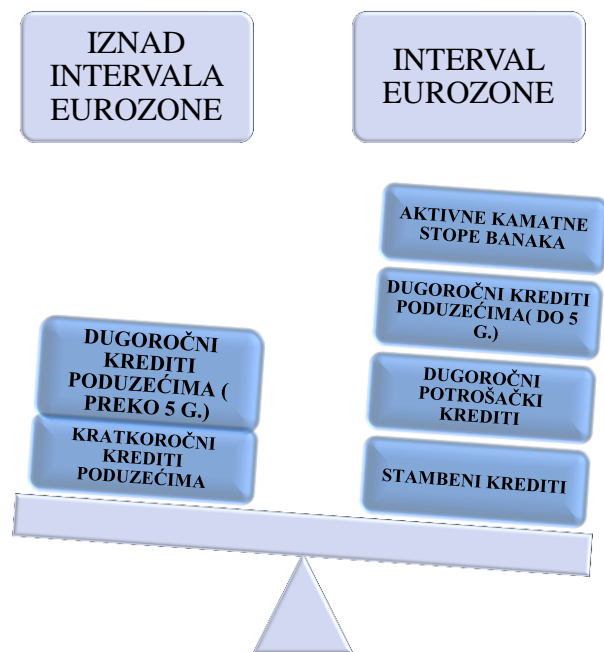 IZNAD
INTERVALA
EUROZONE
INTERVAL
EUROZONE
DUGOROČNI
KREDITI
PODUZEĆIMA (
PREKO 5 G.)
KRATKOROČNI
KREDITI
PODUZEĆIMA
AKTIVNE KAMATNE
STOPE BANAKA
DUGOROČNI KREDITI
PODUZEĆIMA( DO 5
G.)
DUGOROČNI
POTROŠAČKI
KREDITI
STAMBENI KREDITI